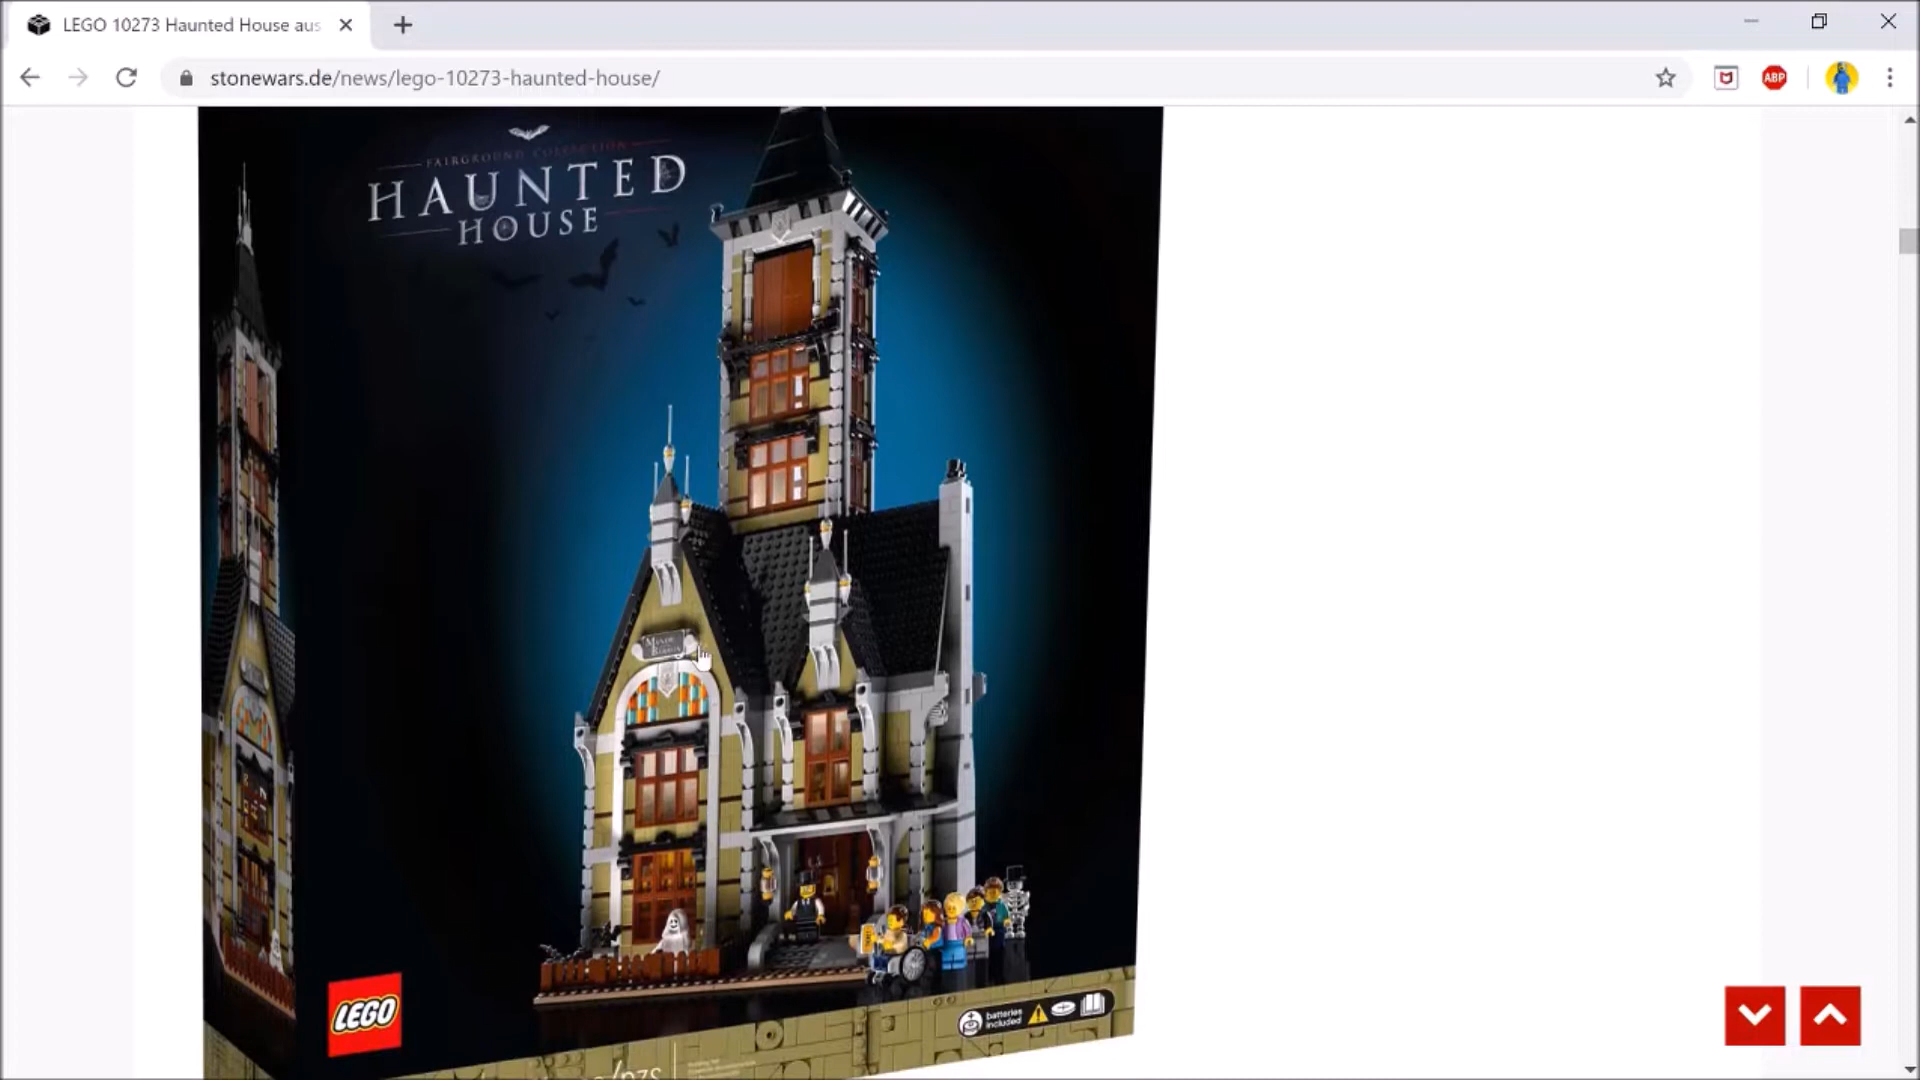 LEGO 10273 Haunted House aus
stonewars.de/news/lego-10273-haunted-house/
ABP
FAIRGROUND COLLECTION
HAUNTED
HOUSE
MANOR
LEGO
batteries
included